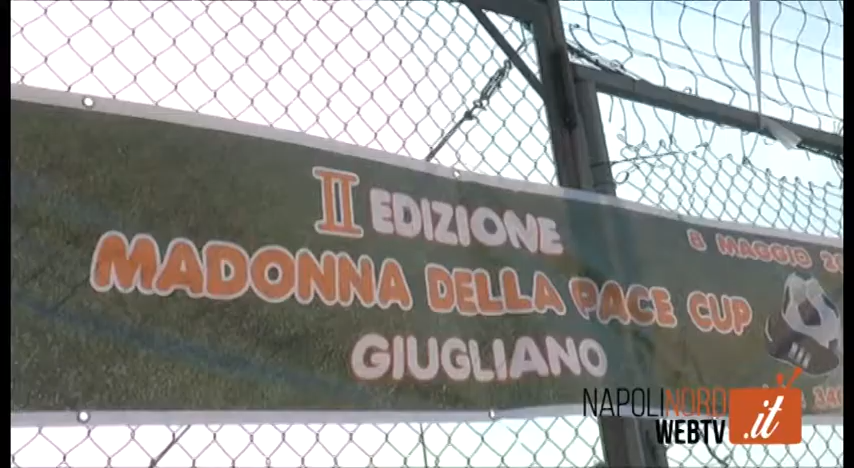 II EDIZIONE
8 MAGGIO
MADONNA DELLA PACE CUP
GIUGLIANO
NAPOLINORD
WEBTV .it